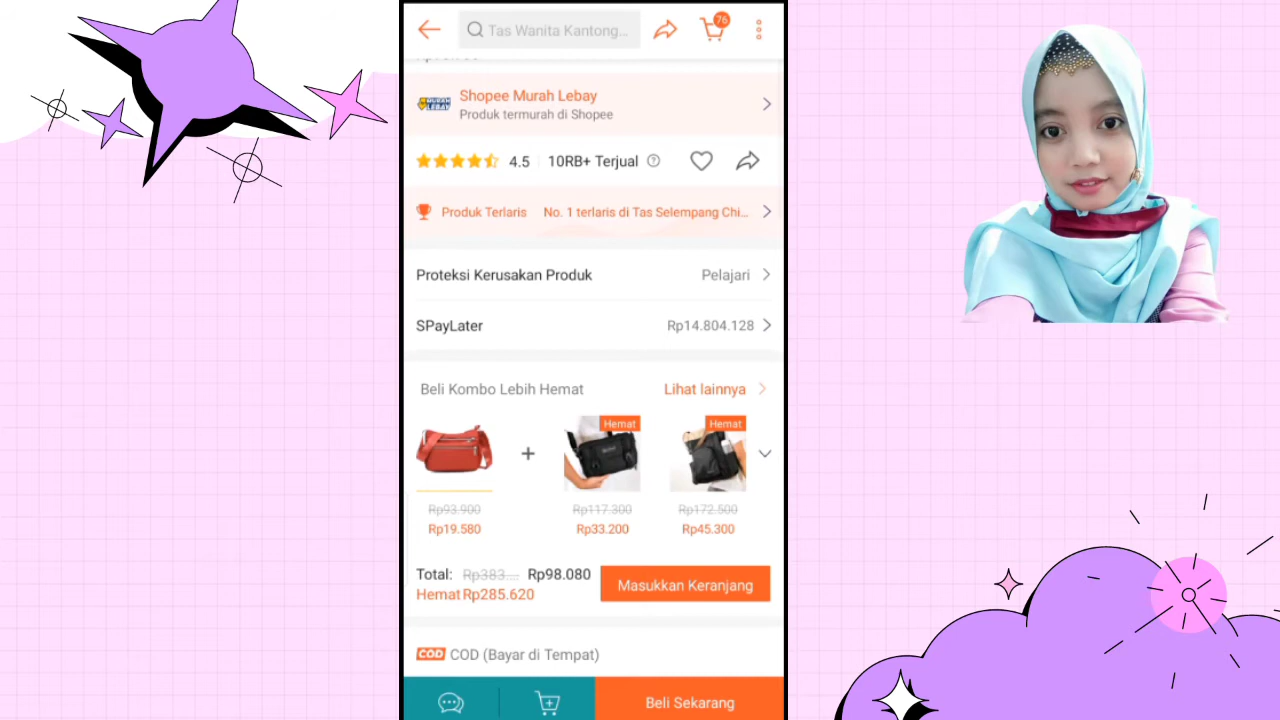 Tas Wanita Kantong...
76
Shopee Murah Lebay
MURAH
LEBAY
Produk termurah di Shopee
4.5
10RB+ Terjual
Produk Terlaris
No. 1 terlaris di Tas Selempang Chi...
Proteksi Kerusakan Produk
Pelajari
SPayLater
Rp14.804.128
Beli Kombo Lebih Hemat
Lihat lainnya
Hemat
Hemat
Rp93.900
Rp117.300
Rp172.500
Rp19.580
Rp33.200
Rp45.300
Total: Rp383.... Rp98.080
Hemat Rp285.620
Masukkan Keranjang
COD COD (Bayar di Tempat)
Beli Sekarang